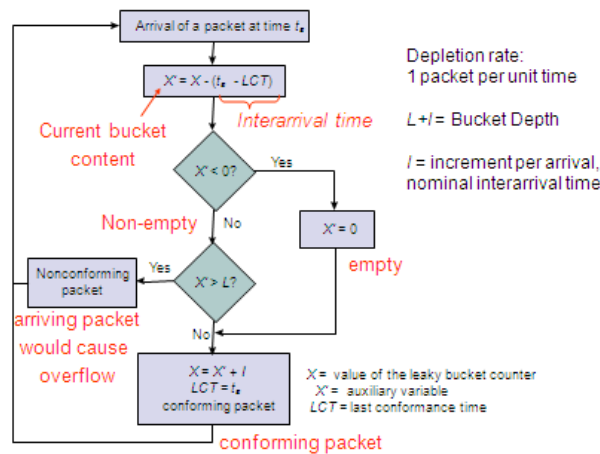 Arrival of a packet at time tₐ
X' = X - (tₐ - LCT)
Depletion rate:
1 packet per unit time
L+I = Bucket Depth
I = increment per arrival,
nominal interarrival time
Current bucket
content
Interarrival time
X' < 0?
Yes
Non-empty
No
X' = 0
empty
Nonconforming
packet
Yes
X' > L?
arriving packet
would cause
overflow
No
X = X' + I
LCT = tₐ
conforming packet
X = value of the leaky bucket counter
X' = auxiliary variable
LCT = last conformance time
conforming packet